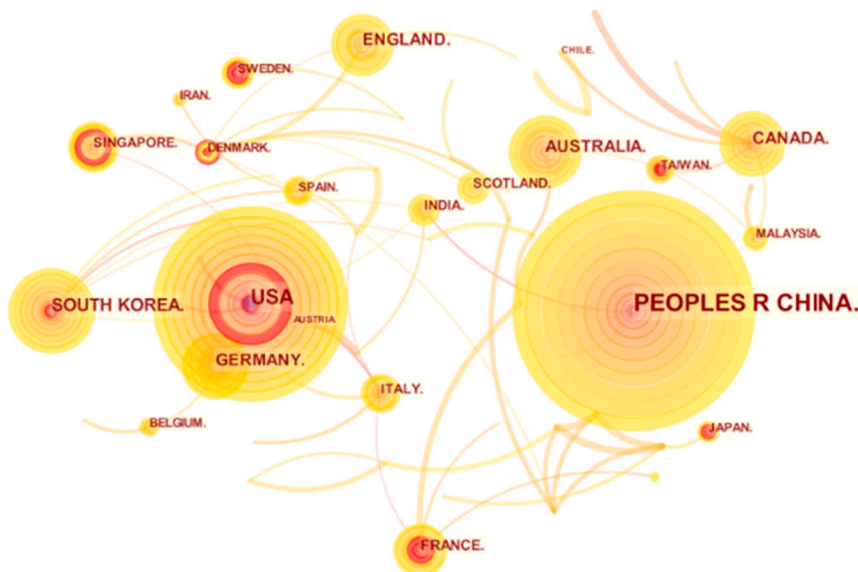 ENGLAND.
CHILE.
SWEDEN.
IRAN.
SINGAPORE.
DENMARK.
AUSTRALIA.
CANADA.
TAIWAN.
SPAIN.
SCOTLAND.
INDIA.
MALAYSIA.
SOUTH KOREA.
USA
PEOPLES R CHINA.
AUSTRIA.
GERMANY.
ITALY.
BELGIUM.
JAPAN.
FRANCE.